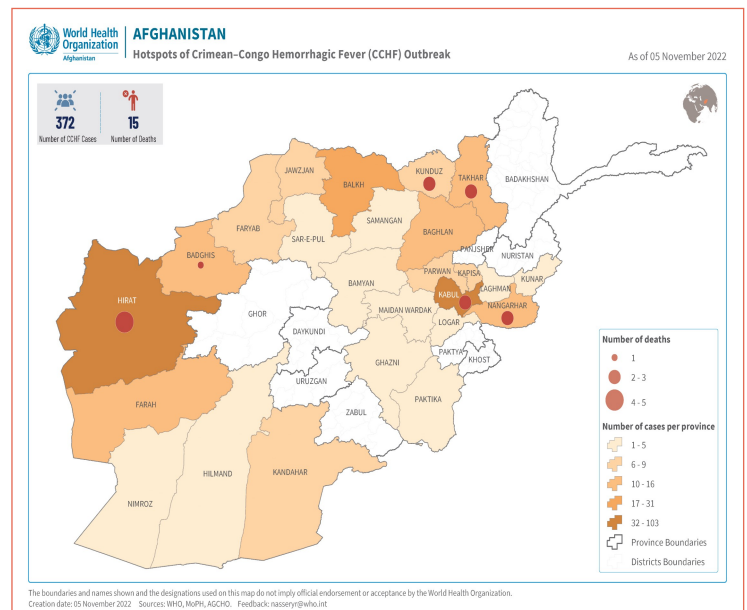 World Health
Organization
Afghanistan
AFGHANISTAN
Hotspots of Crimean–Congo Hemorrhagic Fever (CCHF) Outbreak
As of 05 November 2022
372
Number of CCHF Cases
15
Number of Deaths
JAWZJAN
BALKH
KUNDUZ
TAKHAR
BADAKHSHAN
FARYAB
SAR-E-PUL
SAMANGAN
BAGHLAN
PANJSHER
NURISTAN
BADGHIS
BAMYAN
PARWAN
KAPISA
KUNAR
LAGHMAN
HIRAT
KABUL
NANGARHAR
GHOR
MAIDAN WARDAK
LOGAR
DAYKUNDI
PAKTYA
KHOST
GHAZNI
URUZGAN
FARAH
ZABUL
PAKTIKA
HILMAND
KANDAHAR
NIMROZ
Number of deaths
1
2 - 3
4 - 5
Number of cases per province
1 - 5
6 - 9
10 - 16
17 - 31
32 - 103
Province Boundaries
Districts Boundaries
The boundaries and names shown and the designations used on this map do not imply official endorsement or acceptance by the World Health Organization.
Creation date: 05 November 2022 Sources: WHO, MoPH, AGCHO. Feedback: nasseryr@who.int